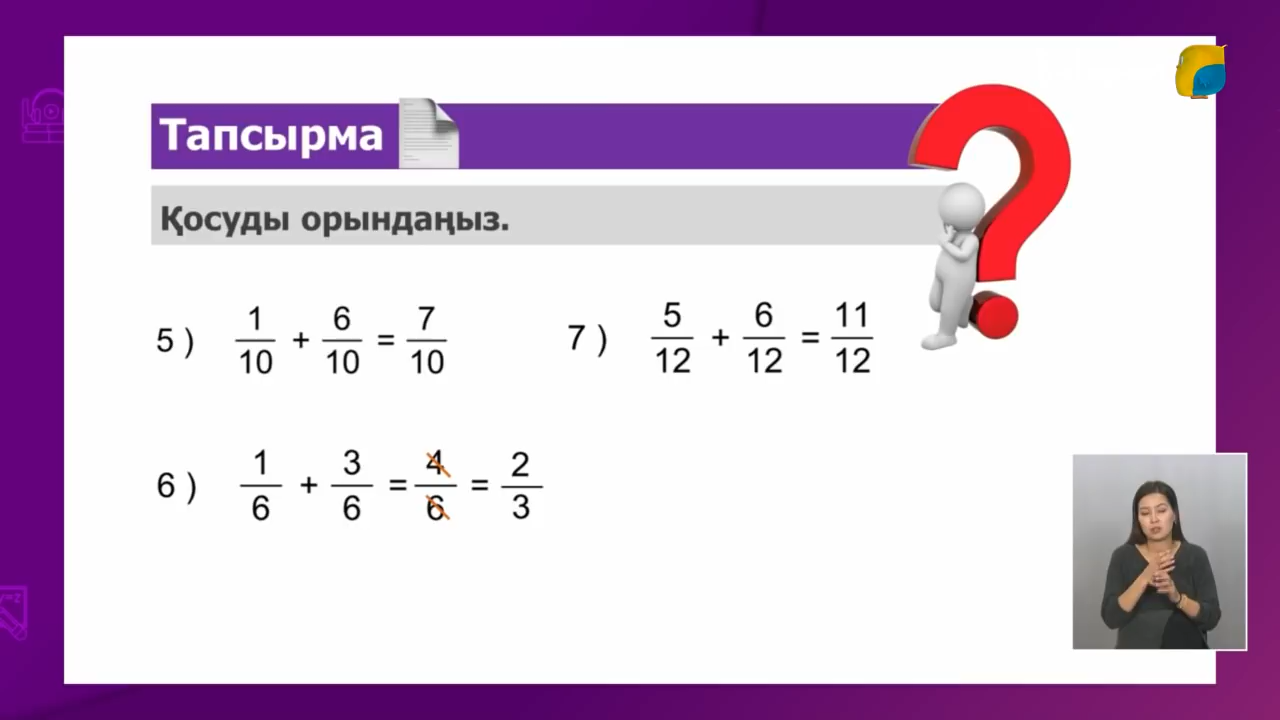 Тапсырма
Қосуды орындаңыз.
5 ) 1/10 + 6/10 = 7/10
7 ) 5/12 + 6/12 = 11/12
6 ) 1/6 + 3/6 = 4/6 = 2/3